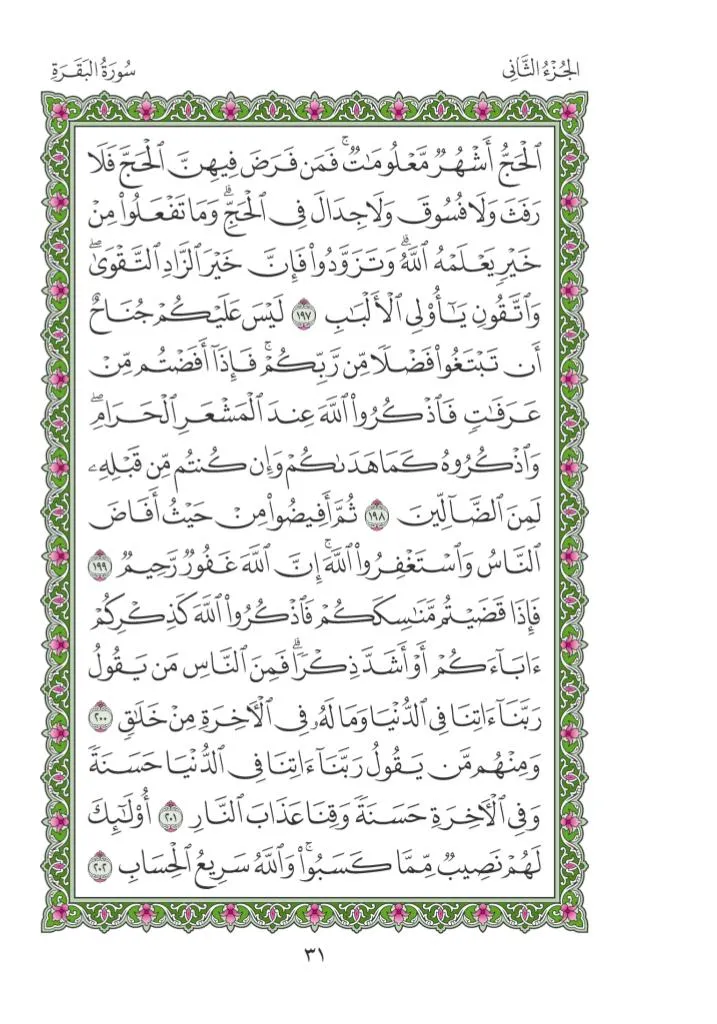 الجُزْءُ الثَّانِي
سُورَةُ البَقَرَةِ
ٱلْحَجُّ أَشْهُرٌ مَّعْلُومَٰتٌ ۚ فَمَن فَرَضَ فِيهِنَّ ٱلْحَجَّ فَلَا
رَفَثَ وَلَا فُسُوقَ وَلَا جِدَالَ فِى ٱلْحَجِّ ۗ وَمَا تَفْعَلُوا۟ مِنْ
خَيْرٍ يَعْلَمْهُ ٱللَّهُ ۗ وَتَزَوَّدُوا۟ فَإِنَّ خَيْرَ ٱلزَّادِ ٱلتَّقْوَىٰ ۖ
وَٱتَّقُونِ يَٰٓأُو۟لِى ٱلْأَلْبَٰبِ ١٩٧ لَيْسَ عَلَيْكُمْ جُنَاحٌ
أَن تَبْتَغُوا۟ فَضْلًا مِّن رَّبِّكُمْ ۚ فَإِذَآ أَفَضْتُم مِّنْ
عَرَفَٰتٍ فَٱذْكُرُوا۟ ٱللَّهَ عِندَ ٱلْمَشْعَرِ ٱلْحَرَامِ ۖ
وَٱذْكُرُوهُ كَمَا هَدَىٰكُمْ وَإِن كُنتُم مِّن قَبْلِهِۦ
لَمِنَ ٱلضَّآلِّينَ ١٩٨ ثُمَّ أَفِيضُوا۟ مِنْ حَيْثُ أَفَاضَ
ٱلنَّاسُ وَٱسْتَغْفِرُوا۟ ٱللَّهَ ۚ إِنَّ ٱللَّهَ غَفُورٌ رَّحِيمٌ ١٩٩
فَإِذَا قَضَيْتُم مَّنَٰسِكَكُمْ فَٱذْكُرُوا۟ ٱللَّهَ كَذِكْرِكُمْ
ءَابَآءَكُمْ أَوْ أَشَدَّ ذِكْرًا ۗ فَمِنَ ٱلنَّاسِ مَن يَقُولُ
رَبَّنَآ ءَاتِنَا فِى ٱلدُّنْيَا وَمَا لَهُۥ فِى ٱلْءَاخِرَةِ مِنْ خَلَٰقٍ ٢٠٠
وَمِنْهُم مَّن يَقُولُ رَبَّنَآ ءَاتِنَا فِى ٱلدُّنْيَا حَسَنَةً
وَفِى ٱلْءَاخِرَةِ حَسَنَةً وَقِنَا عَذَابَ ٱلنَّارِ ٢٠١ أُو۟لَٰٓئِكَ
لَهُمْ نَصِيبٌ مِّمَّا كَسَبُوا۟ ۚ وَٱللَّهُ سَرِيعُ ٱلْحِسَابِ ٢٠٢
٣١